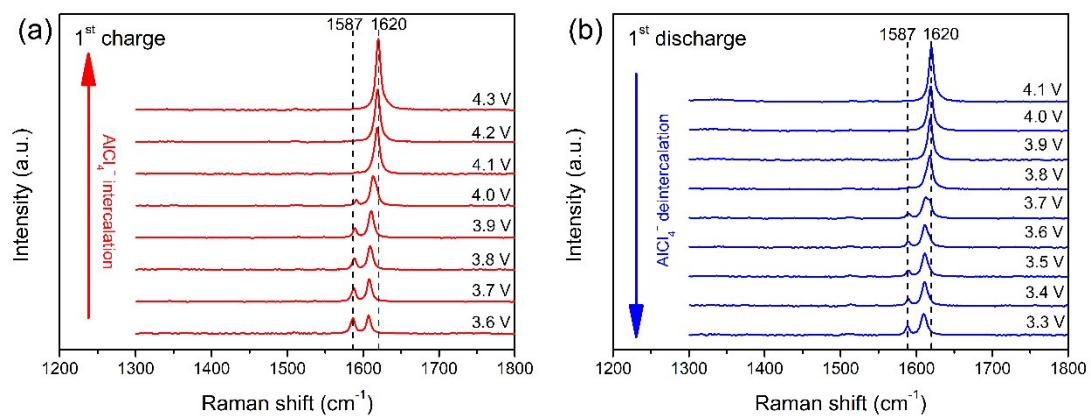 (a)
1st charge
1587 1620
4.3 V
4.2 V
4.1 V
4.0 V
3.9 V
3.8 V
3.7 V
3.6 V
AlCl4− intercalation
Intensity (a.u.)
1200 1300 1400 1500 1600 1700 1800
Raman shift (cm−1)
(b)
1st discharge
1587 1620
4.1 V
4.0 V
3.9 V
3.8 V
3.7 V
3.6 V
3.5 V
3.4 V
3.3 V
AlCl4− deintercalation
Intensity (a.u.)
1200 1300 1400 1500 1600 1700 1800
Raman shift (cm−1)